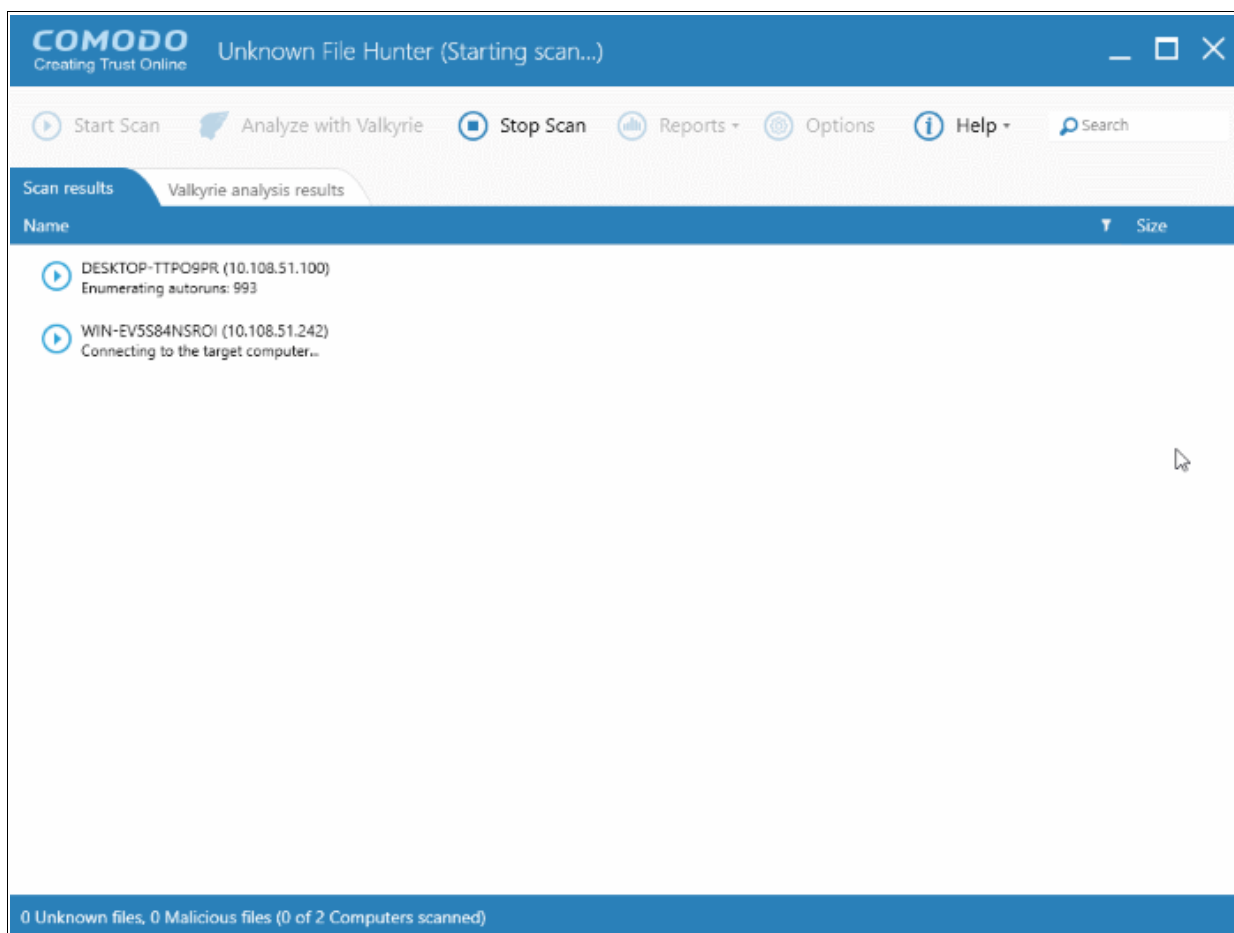 COMODO
Creating Trust Online
Unknown File Hunter (Starting scan...)
Start Scan
Analyze with Valkyrie
Stop Scan
Reports
Options
Help
Search
Scan results
Valkyrie analysis results
Name
Size
DESKTOP-TTPO9PR (10.108.51.100)
Enumerating autoruns: 993
WIN-EV5S84NSROI (10.108.51.242)
Connecting to the target computer...
0 Unknown files, 0 Malicious files (0 of 2 Computers scanned)